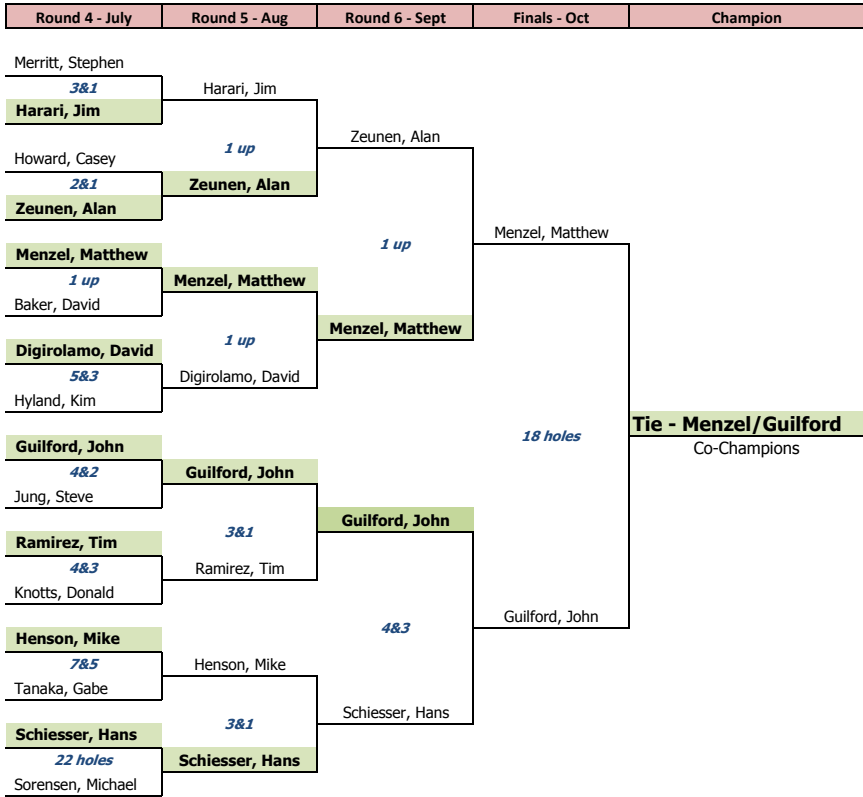 Round 4 - July
Round 5 - Aug
Round 6 - Sept
Finals - Oct
Champion
Merritt, Stephen
3&1
Harari, Jim
Howard, Casey
2&1
Zeunen, Alan
Menzel, Matthew
1 up
Baker, David
Digirolamo, David
5&3
Hyland, Kim
Guilford, John
4&2
Jung, Steve
Ramirez, Tim
4&3
Knotts, Donald
Henson, Mike
7&5
Tanaka, Gabe
Schiesser, Hans
22 holes
Sorensen, Michael
Harari, Jim
1 up
Zeunen, Alan
Menzel, Matthew
1 up
Digirolamo, David
Guilford, John
3&1
Ramirez, Tim
Henson, Mike
3&1
Schiesser, Hans
Zeunen, Alan
1 up
Menzel, Matthew
Guilford, John
4&3
Schiesser, Hans
Menzel, Matthew
18 holes
Guilford, John
Tie - Menzel/Guilford
Co-Champions